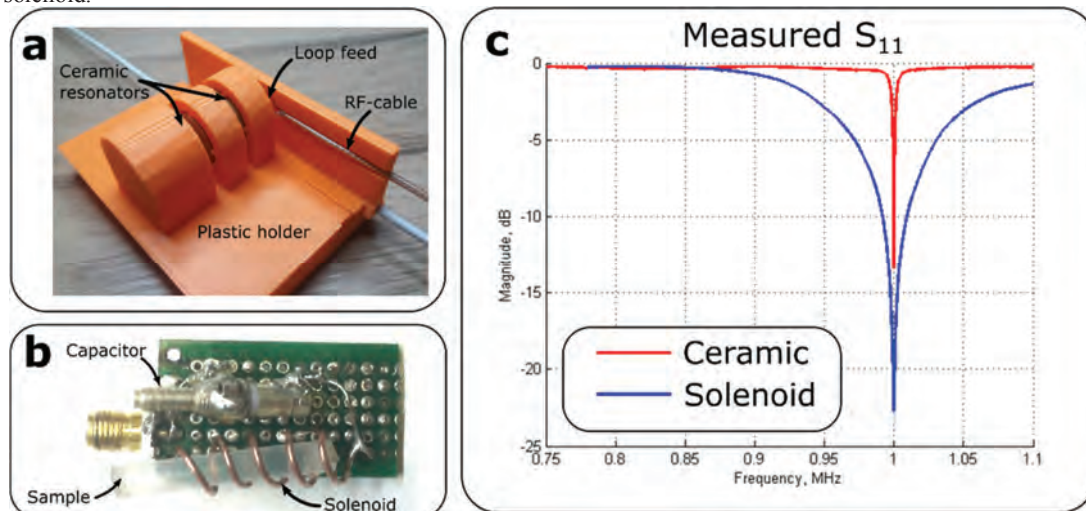 solenoid.
a
Ceramic
resonators
Loop feed
RF-cable
Plastic holder
b
Capacitor
Sample
Solenoid
c
Measured S11
Magnitude, dB
0
-5
-10
-15
-20
-25
Ceramic
Solenoid
0.75
0.8
0.85
0.9
0.95
1
1.05
1.1
Frequency, MHz